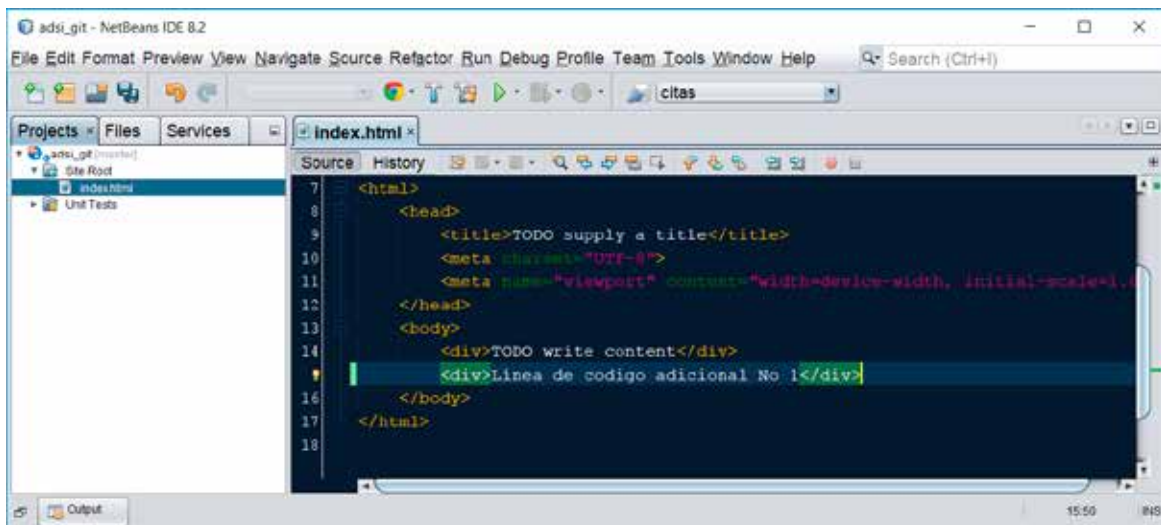 adsi_git - NetBeans IDE 8.2
File Edit Format Preview View Navigate Source Refactor Run Debug Profile Team Tools Window Help
Search (Ctrl+I)
citas
Projects Files Services
index.html
adsi_git [master]
Site Root
index.html
Unit Tests
Source History
7 <html>
8 <head>
9 <title>TODO supply a title</title>
10 <meta charset="UTF-8">
11 <meta name="viewport" content="width=device-width, initial-scale=1.0
12 </head>
13 <body>
14 <div>TODO write content</div>
<div>Linea de codigo adicional No 1</div>
16 </body>
17 </html>
18
Output
15:50 INS